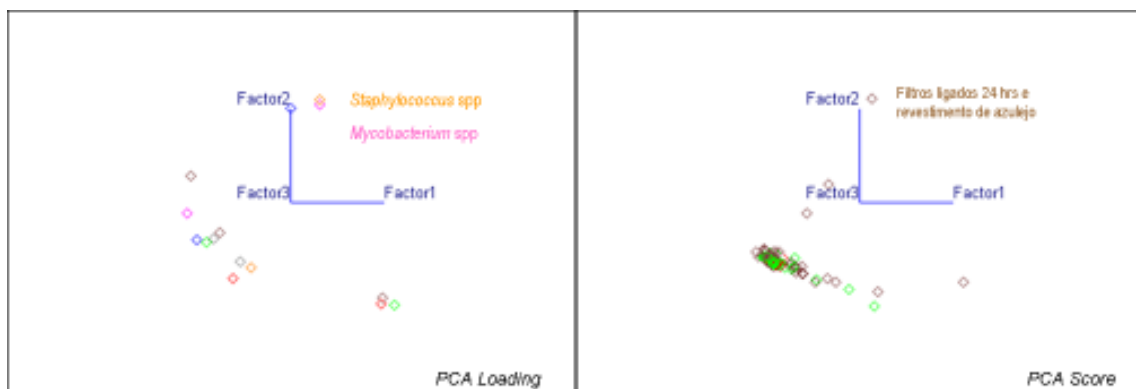 Factor2
Staphylococcus spp
Mycobacterium spp
Factor3
Factor1
PCA Loading
Factor2
Filtros ligados 24 hrs e
revestimento de azulejo
Factor3
Factor1
PCA Score